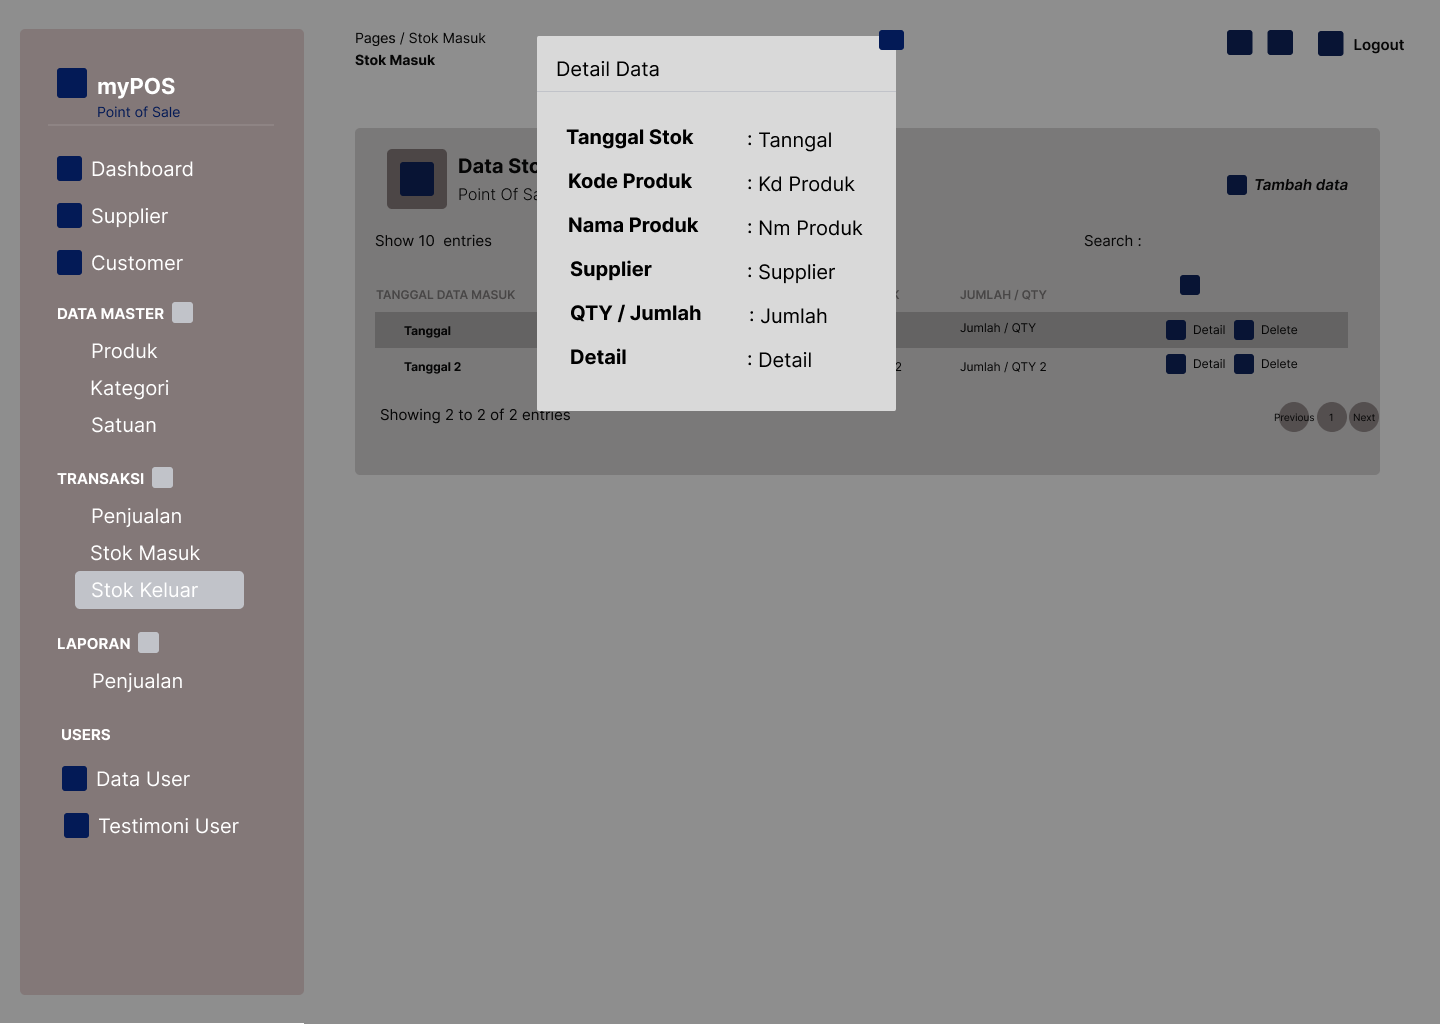 myPOS
Point of Sale
Dashboard
Supplier
Customer
DATA MASTER
Produk
Kategori
Satuan
TRANSAKSI
Penjualan
Stok Masuk
Stok Keluar
LAPORAN
Penjualan
USERS
Data User
Testimoni User
Pages / Stok Masuk
Stok Masuk
Logout
Detail Data
Tanggal Stok : Tanngal
Kode Produk : Kd Produk
Nama Produk : Nm Produk
Supplier : Supplier
QTY / Jumlah : Jumlah
Detail : Detail
Data
Point Of
Tambah data
Show 10 entries
Search :
TANGGAL DATA MASUK JUMLAH / QTY
Tanggal Jumlah / QTY Detail Delete
Tanggal 2 2 Jumlah / QTY 2 Detail Delete
Showing 2 to 2 of 2 entries
Previous 1 Next